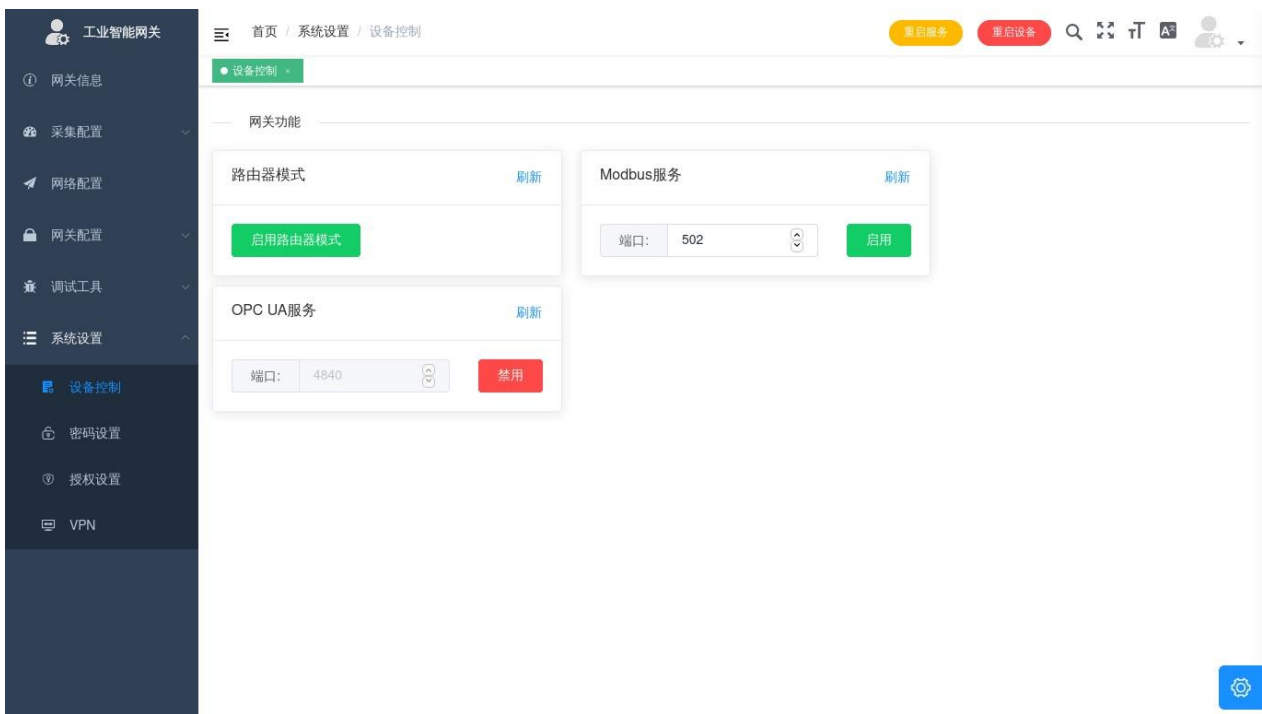 工业智能网关
首页 / 系统设置 / 设备控制
重启服务 重启设备
设备控制 ×
网关信息
采集配置
网络配置
网关配置
调试工具
系统设置
设备控制
密码设置
授权设置
VPN
网关功能
路由器模式 刷新
启用路由器模式
Modbus服务 刷新
端口: 502 启用
OPC UA服务 刷新
端口: 4840 禁用